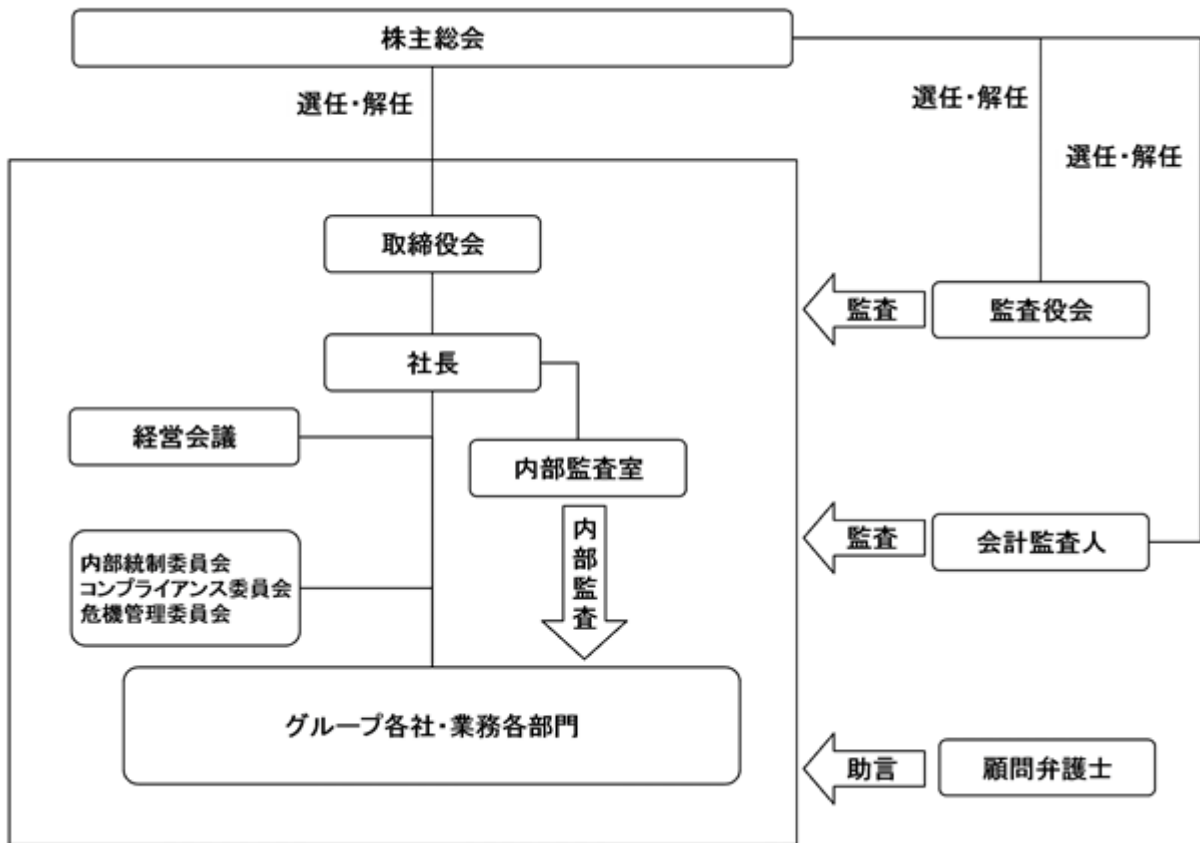 株主総会
選任・解任
選任・解任
選任・解任
取締役会
監査
監査役会
社長
経営会議
内部監査室
内部監査
監査
会計監査人
内部統制委員会
コンプライアンス委員会
危機管理委員会
グループ各社・業務各部門
助言
顧問弁護士